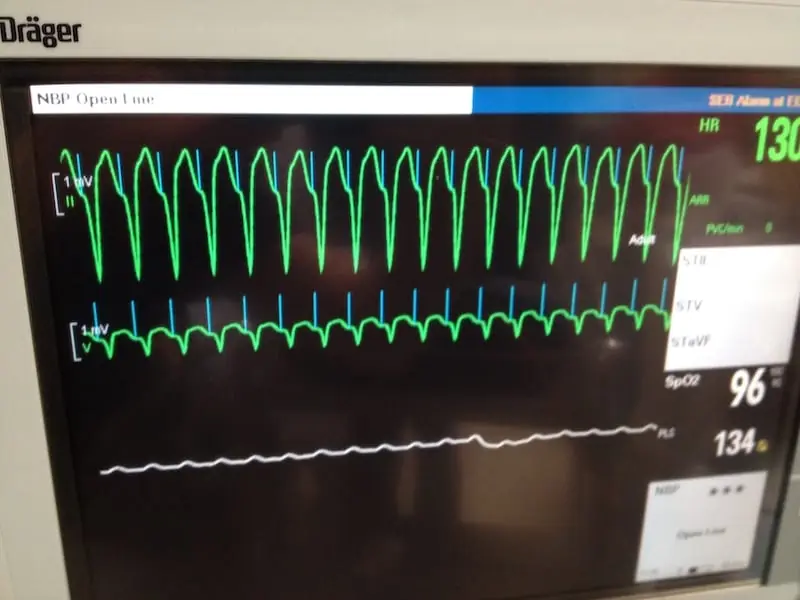 Dräger
NBP Open Line
HR 130
1 mV
II
ARR
PVC/min 0
Adult
STII
STV
STaVF
1 mV
V
SpO2 96
PLS 134
NBP ***
Open Line